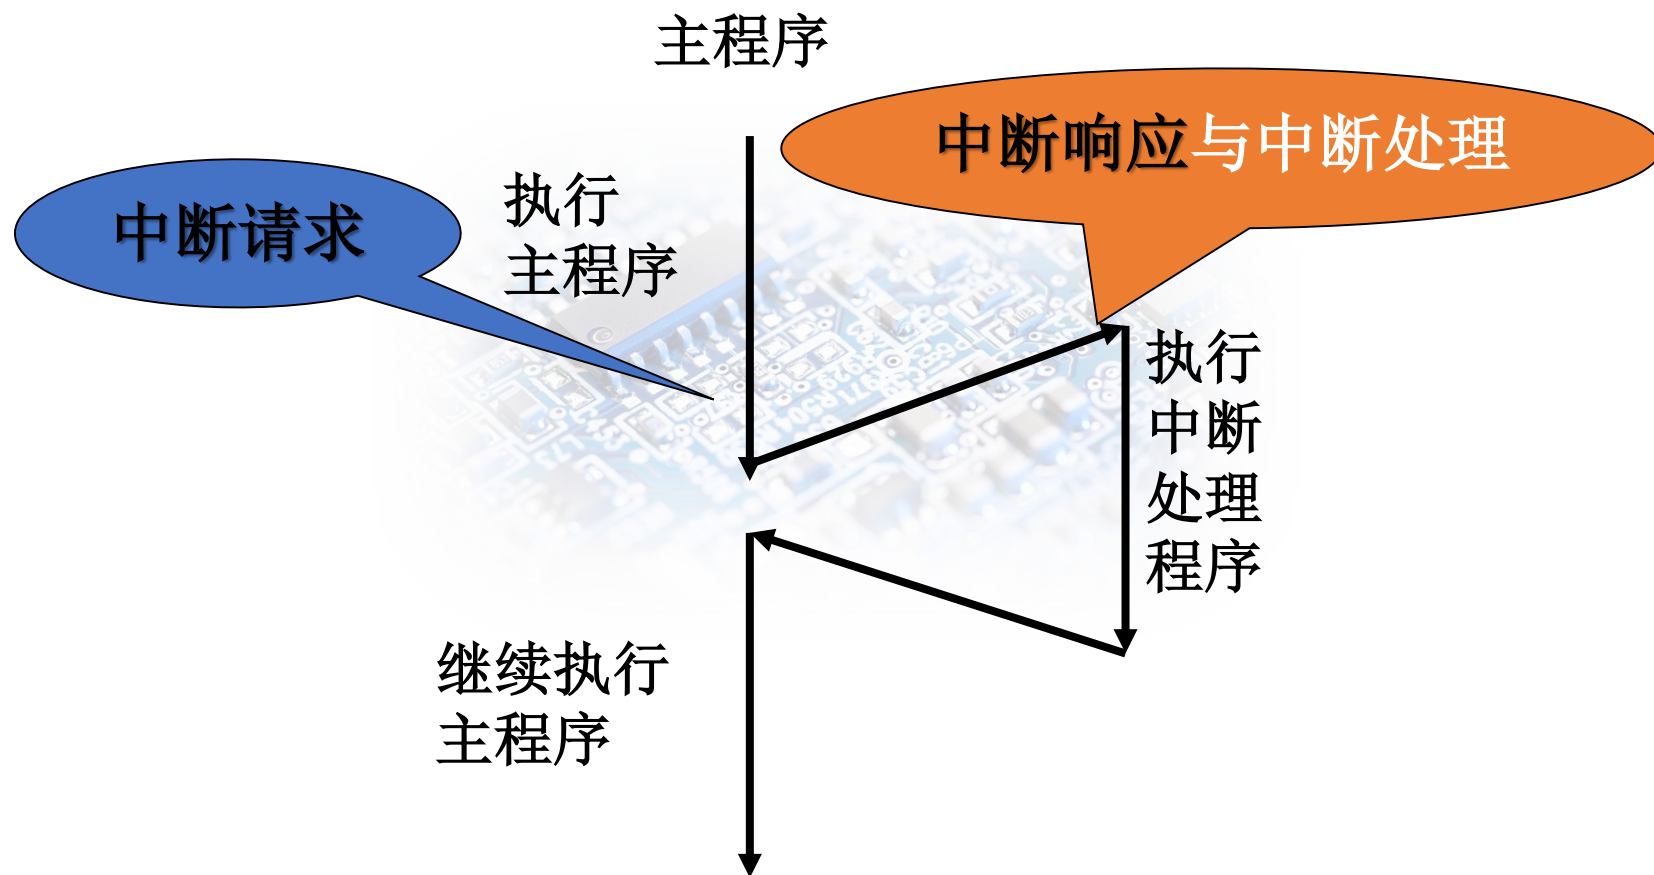 主程序
中断响应与中断处理
中断请求
执行
主程序
执行
中断
处理
程序
继续执行
主程序